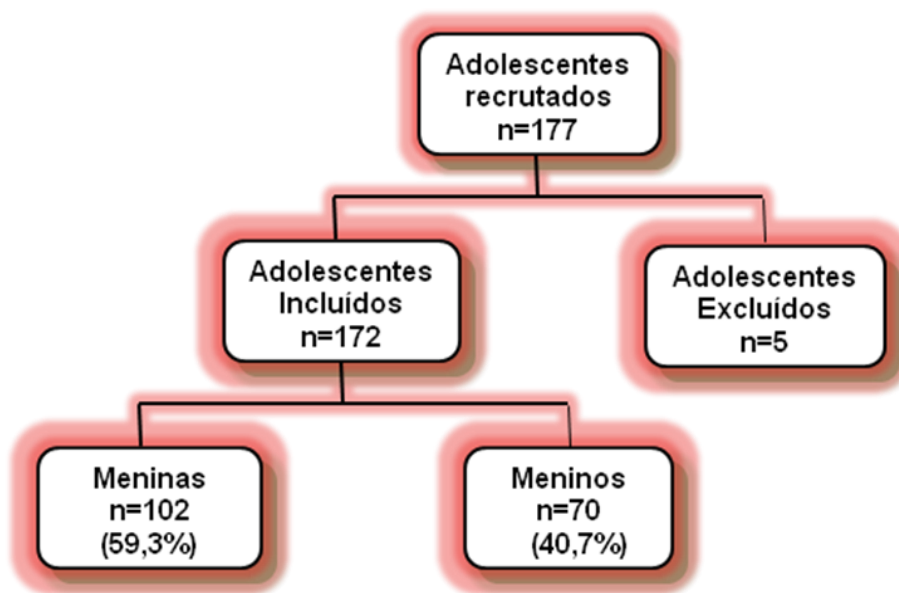 Adolescentes
recrutados
n=177
Adolescentes
Incluídos
n=172
Adolescentes
Excluídos
n=5
Meninas
n=102
(59,3%)
Meninos
n=70
(40,7%)